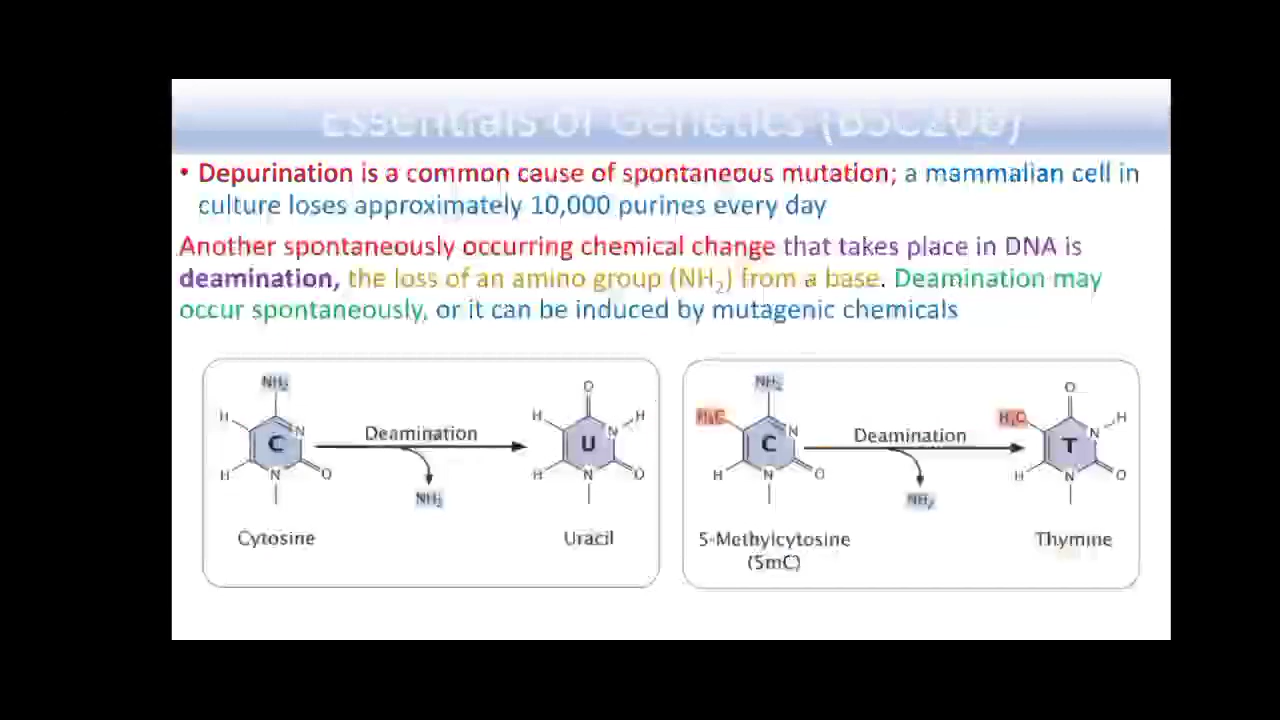 Essentials of Genetics (BSC206)
• Depurination is a common cause of spontaneous mutation; a mammalian cell in
culture loses approximately 10,000 purines every day
Another spontaneously occurring chemical change that takes place in DNA is
deamination, the loss of an amino group (NH₂) from a base. Deamination may
occur spontaneously, or it can be induced by mutagenic chemicals
NH₂
H
N
C
H
N
O
Deamination
NH₃
O
H
H
N
U
H
N
O
Cytosine
Uracil
NH₂
H₃C
N
C
H
N
O
Deamination
O
H₃C
H
N
T
H
N
O
5-Methylcytosine
(5mC)
Thymine